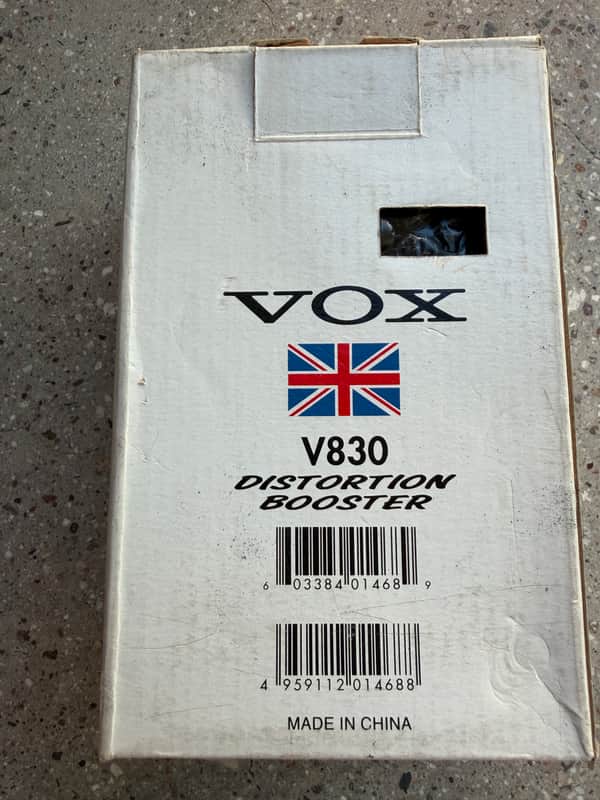 VOX
V830
DISTORTION
BOOSTER
6 03384 01468 9
4 959112 014688
MADE IN CHINA